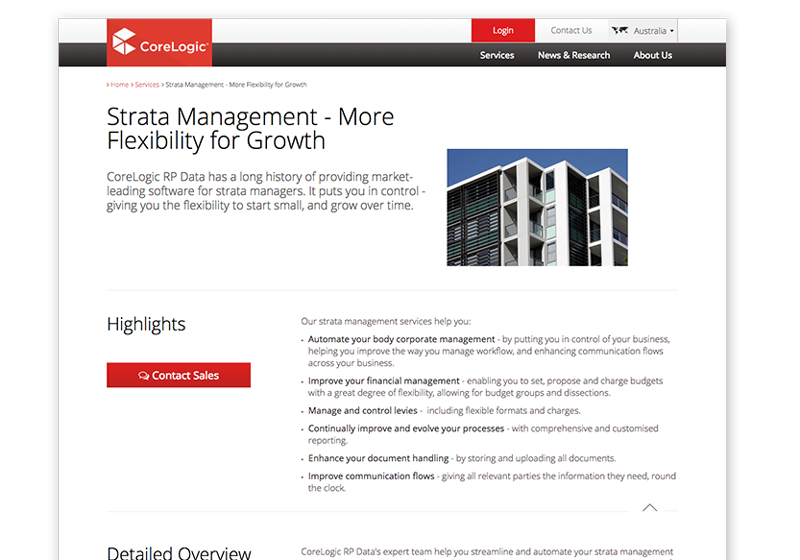 CoreLogic®
Login
Contact Us
Australia
Services
News & Research
About Us
Home Services Strata Management - More Flexibility for Growth
Strata Management - More
Flexibility for Growth
CoreLogic RP Data has a long history of providing market-
leading software for strata managers. It puts you in control -
giving you the flexibility to start small, and grow over time.
Highlights
Contact Sales
Our strata management services help you:
Automate your body corporate management - by putting you in control of your business,
helping you improve the way you manage workflow, and enhancing communication flows
across your business.
Improve your financial management - enabling you to set, propose and charge budgets
with a great degree of flexibility, allowing for budget groups and dissections.
Manage and control levies - including flexible formats and charges.
Continually improve and evolve your processes - with comprehensive and customised
reporting.
Enhance your document handling - by storing and uploading all documents.
Improve communication flows - giving all relevant parties the information they need, round
the clock.
Detailed Overview
CoreLogic RP Data's expert team help you streamline and automate your strata management